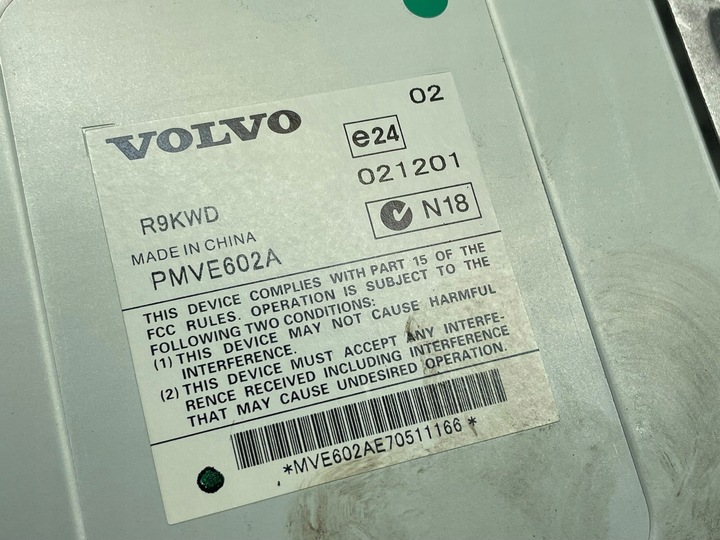 VOLVO
02
e24
021201
R9KWD
N18
MADE IN CHINA
PMVE602A
THIS DEVICE COMPLIES WITH PART 15 OF THE
FCC RULES. OPERATION IS SUBJECT TO THE
FOLLOWING TWO CONDITIONS:
(1) THIS DEVICE MAY NOT CAUSE HARMFUL
INTERFERENCE.
(2) THIS DEVICE MUST ACCEPT ANY INTERFE-
RENCE RECEIVED INCLUDING INTERFERENCE
THAT MAY CAUSE UNDESIRED OPERATION.
*MVE602AE70511166*